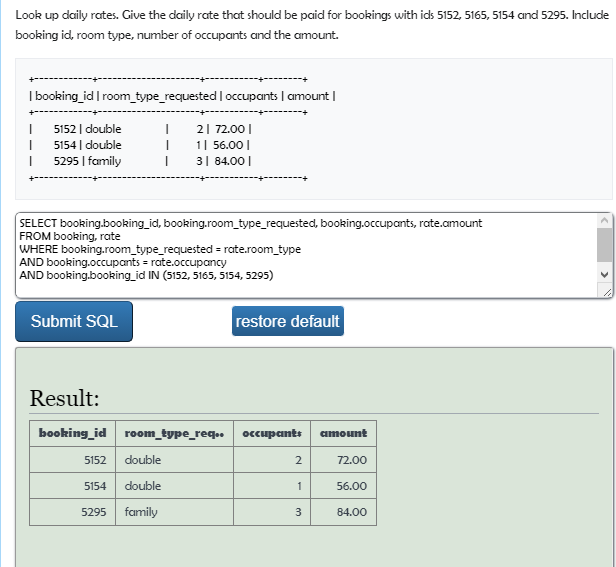 Look up daily rates. Give the daily rate that should be paid for bookings with ids 5152, 5165, 5154 and 5295. Include
booking id, room type, number of occupants and the amount.
+------------+---------------------+-----------+--------+
| booking_id | room_type_requested | occupants | amount |
+------------+---------------------+-----------+--------+
| 5152 | double | 2 | 72.00 |
| 5154 | double | 1 | 56.00 |
| 5295 | family | 3 | 84.00 |
+------------+---------------------+-----------+--------+
SELECT booking.booking_id, booking.room_type_requested, booking.occupants, rate.amount
FROM booking, rate
WHERE booking.room_type_requested = rate.room_type
AND booking.occupants = rate.occupancy
AND booking.booking_id IN (5152, 5165, 5154, 5295)
Submit SQL restore default
Result:
booking_id room_type_req.. occupants amount
5152 double 2 72.00
5154 double 1 56.00
5295 family 3 84.00